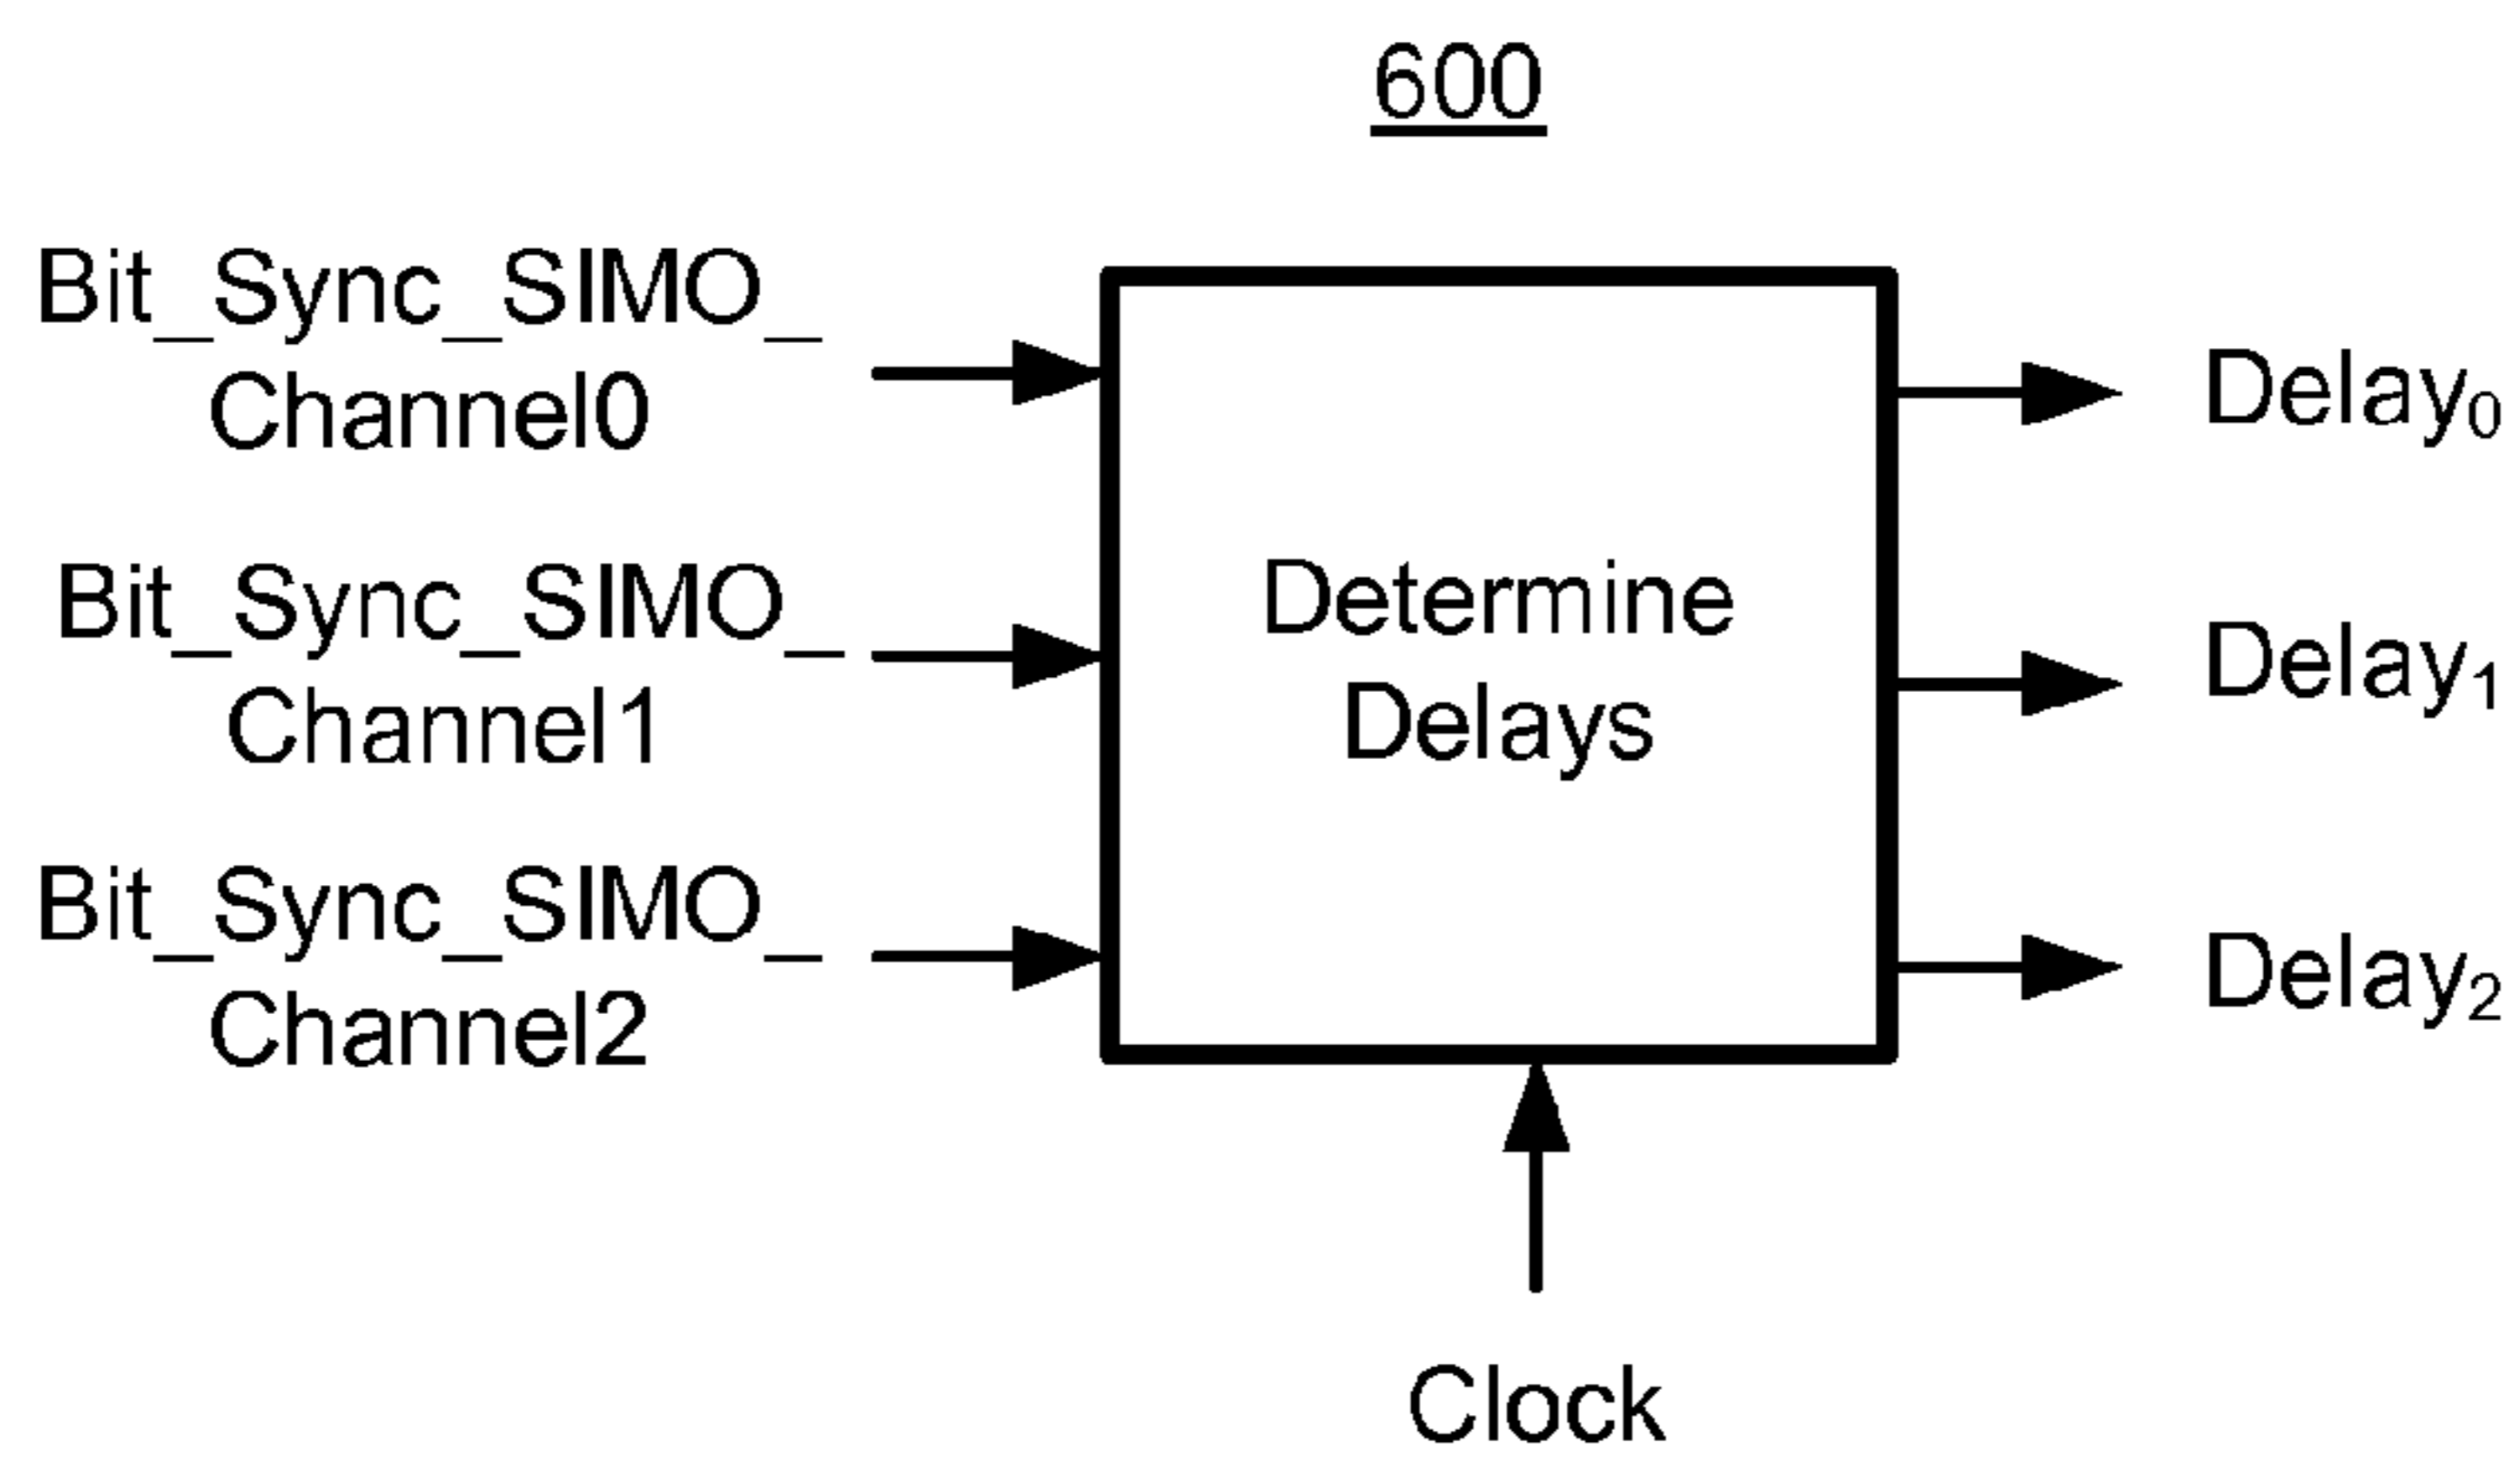 600
Bit_Sync_SIMO_
Channel0
Bit_Sync_SIMO_
Channel1
Bit_Sync_SIMO_
Channel2
Determine
Delays
Delay₀
Delay₁
Delay₂
Clock